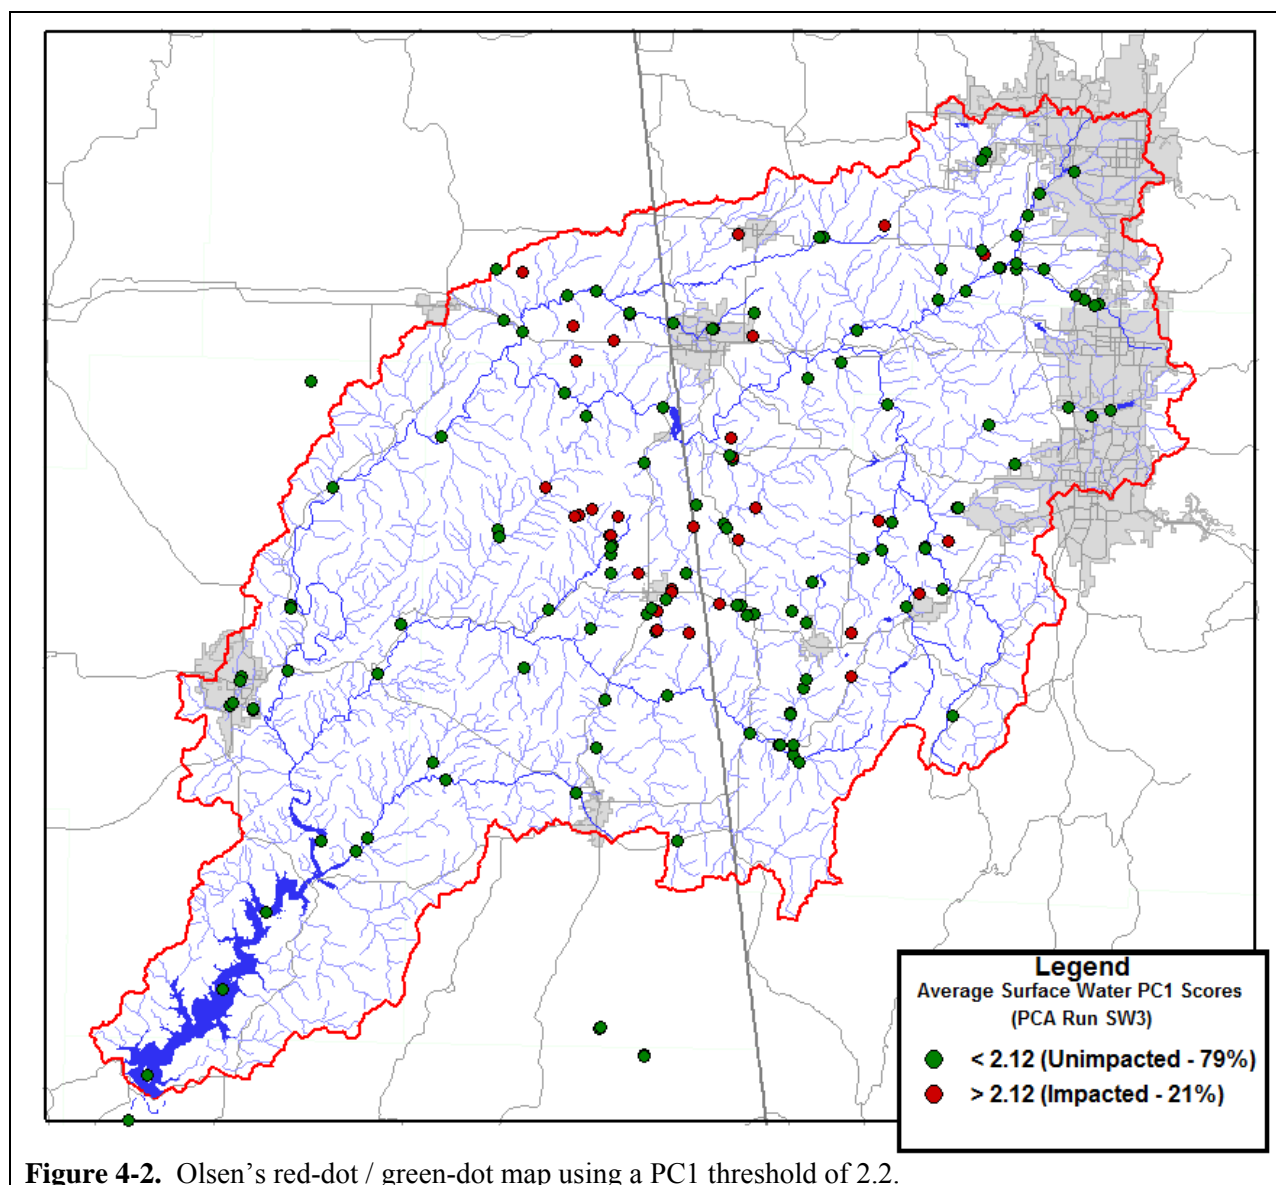 Legend
Average Surface Water PC1 Scores
(PCA Run SW3)
< 2.12 (Unimpacted - 79%)
> 2.12 (Impacted - 21%)
Figure 4-2. Olsen’s red-dot / green-dot map using a PC1 threshold of 2.2.